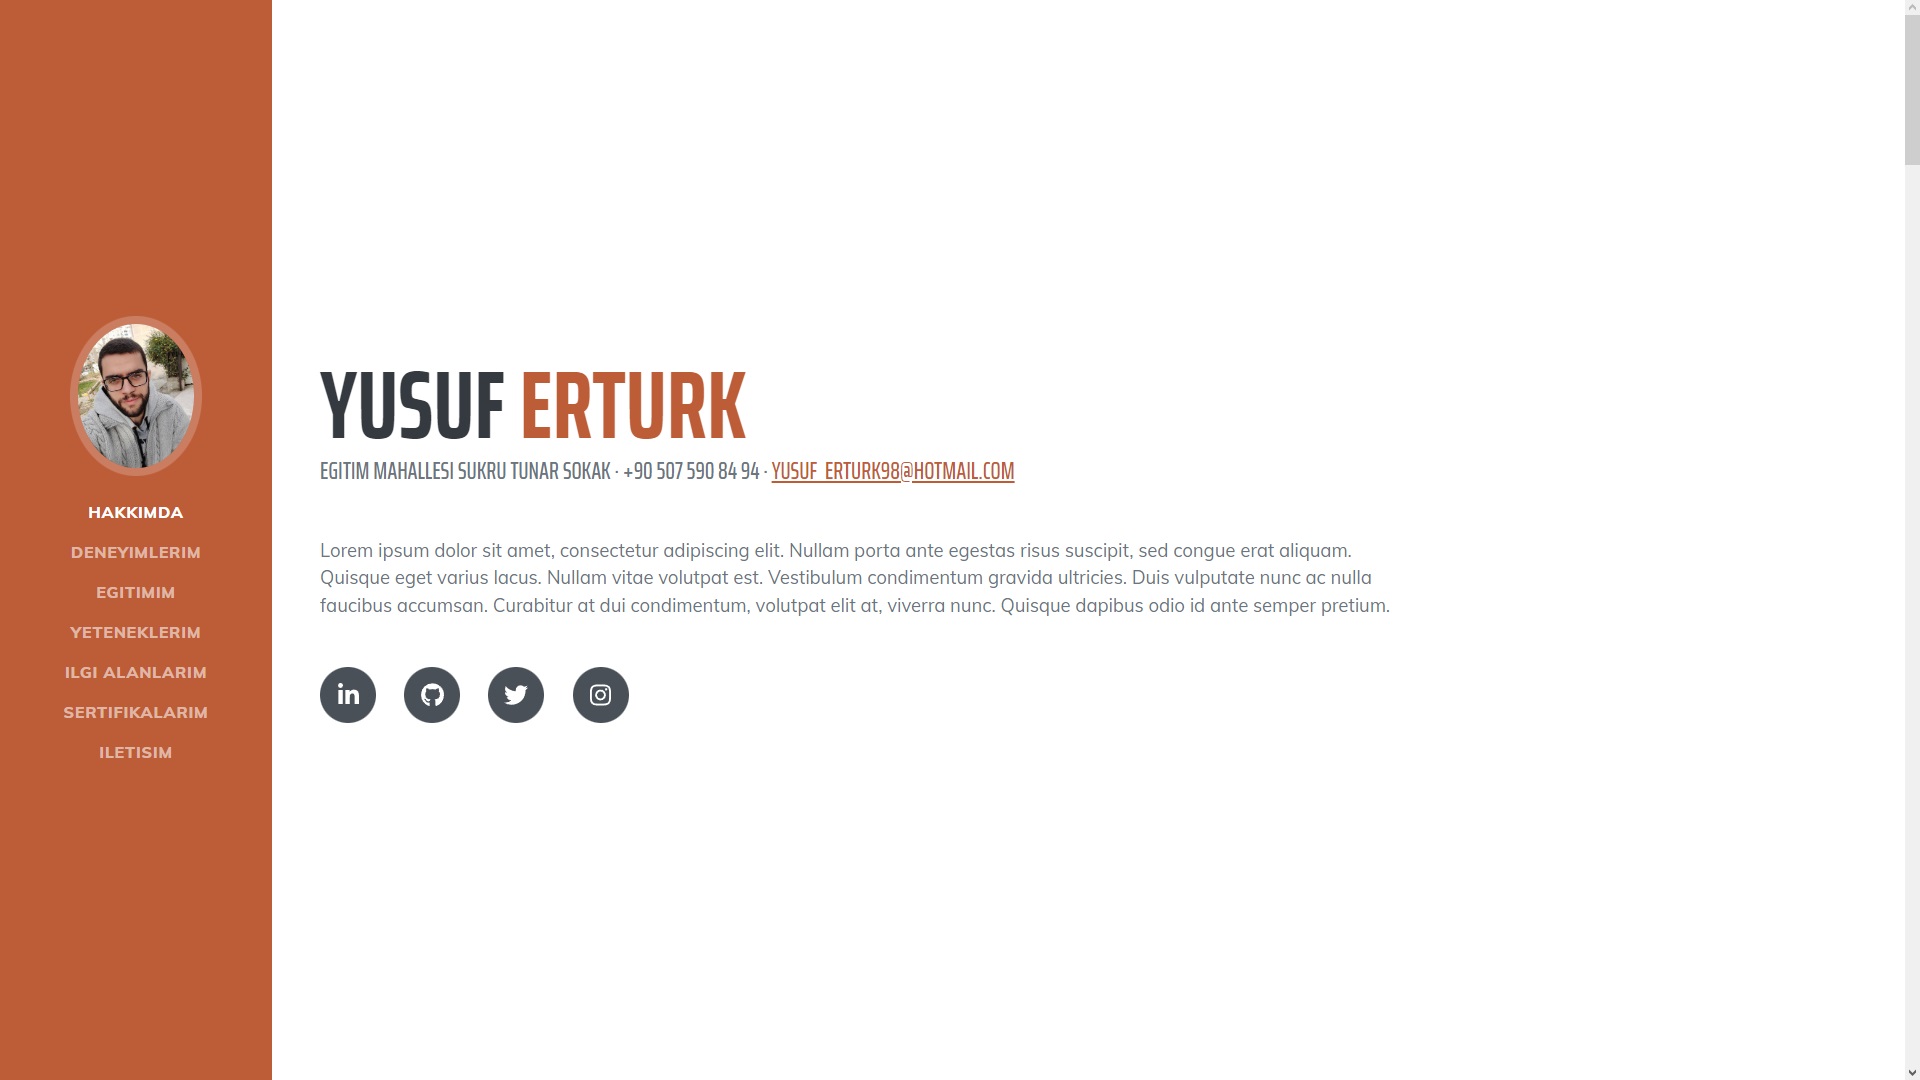 HAKKIMDA
DENEYIMLERIM
EGITIMIM
YETENEKLERIM
ILGI ALANLARIM
SERTIFIKALARIM
ILETISIM
YUSUF ERTURK
EGITIM MAHALLESI SUKRU TUNAR SOKAK · +90 507 590 84 94 · YUSUF_ERTURK98@HOTMAIL.COM
Lorem ipsum dolor sit amet, consectetur adipiscing elit. Nullam porta ante egestas risus suscipit, sed congue erat aliquam.
Quisque eget varius lacus. Nullam vitae volutpat est. Vestibulum condimentum gravida ultricies. Duis vulputate nunc ac nulla
faucibus accumsan. Curabitur at dui condimentum, volutpat elit at, viverra nunc. Quisque dapibus odio id ante semper pretium.
in